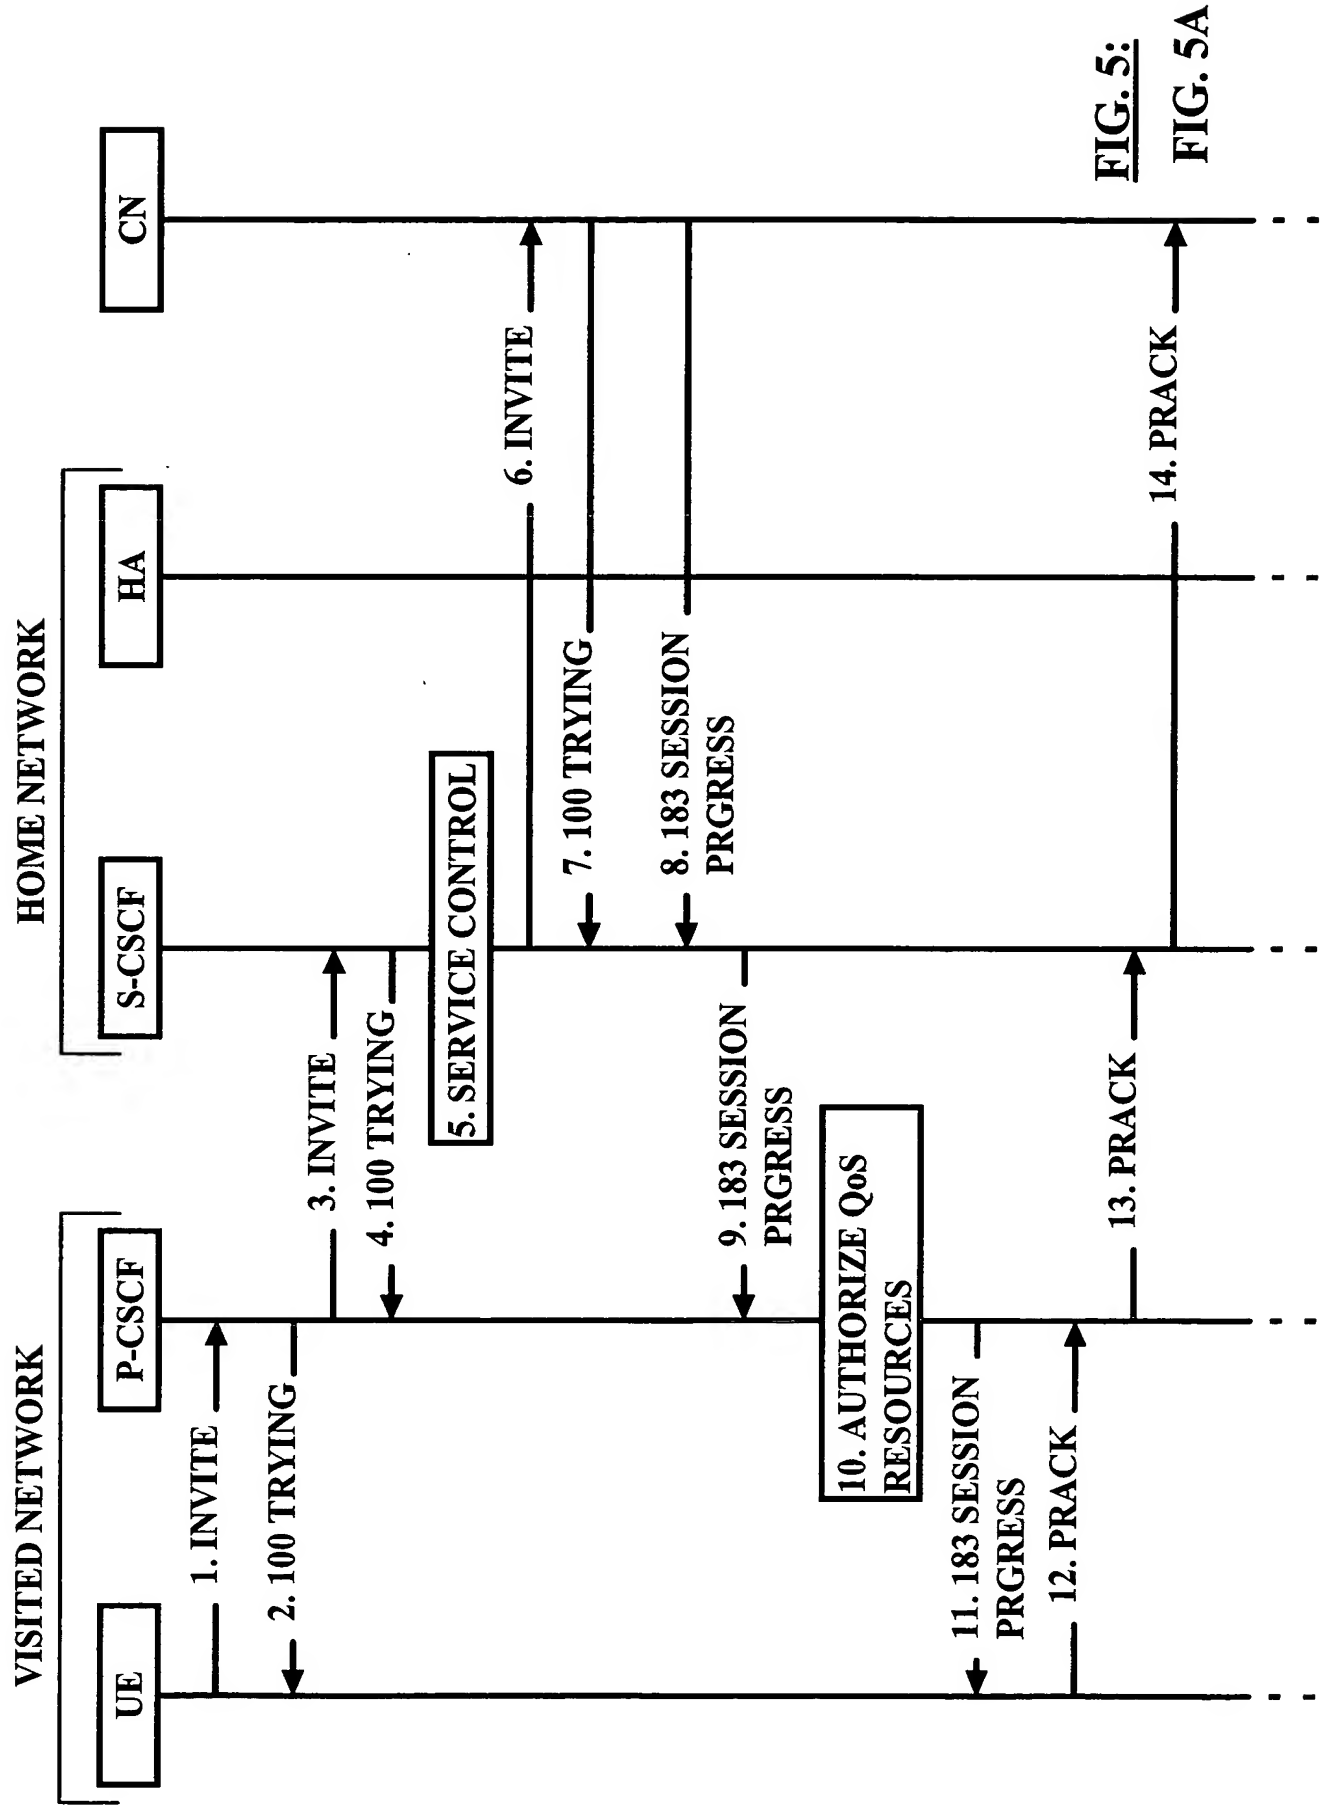 VISITED NETWORK
HOME NETWORK
UE
P-CSCF
S-CSCF
HA
CN
1. INVITE
2. 100 TRYING
3. INVITE
4. 100 TRYING
5. SERVICE CONTROL
6. INVITE
7. 100 TRYING
8. 183 SESSION
PRGRESS
9. 183 SESSION
PRGRESS
10. AUTHORIZE QoS
RESOURCES
11. 183 SESSION
PRGRESS
12. PRACK
13. PRACK
14. PRACK
FIG. 5:
FIG. 5A